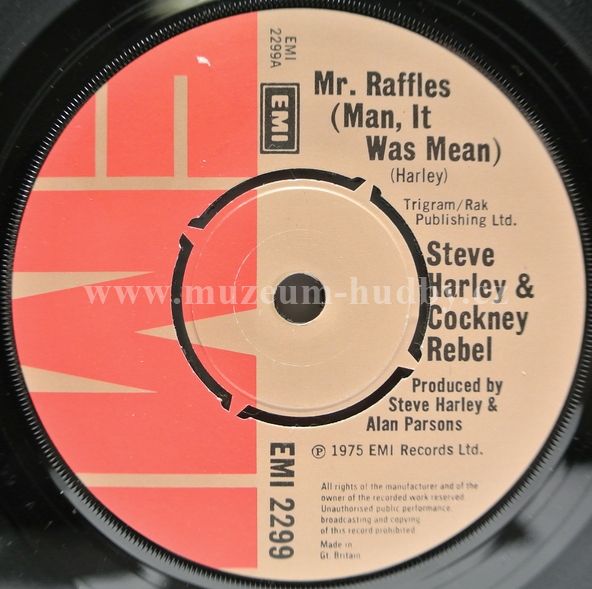 EMI
2299A
EMI
Mr. Raffles
(Man, It
Was Mean)
(Harley)
Trigram/Rak
Publishing Ltd.
Steve
Harley &
Cockney
Rebel
www.muzeum-hudby.cz
Produced by
Steve Harley &
Alan Parsons
℗ 1975 EMI Records Ltd.
EMI 2299
All rights of the manufacturer and of the
owner of the recorded work reserved.
Unauthorised public performance,
broadcasting and copying
of this record prohibited
Made in
Gt. Britain
EMI